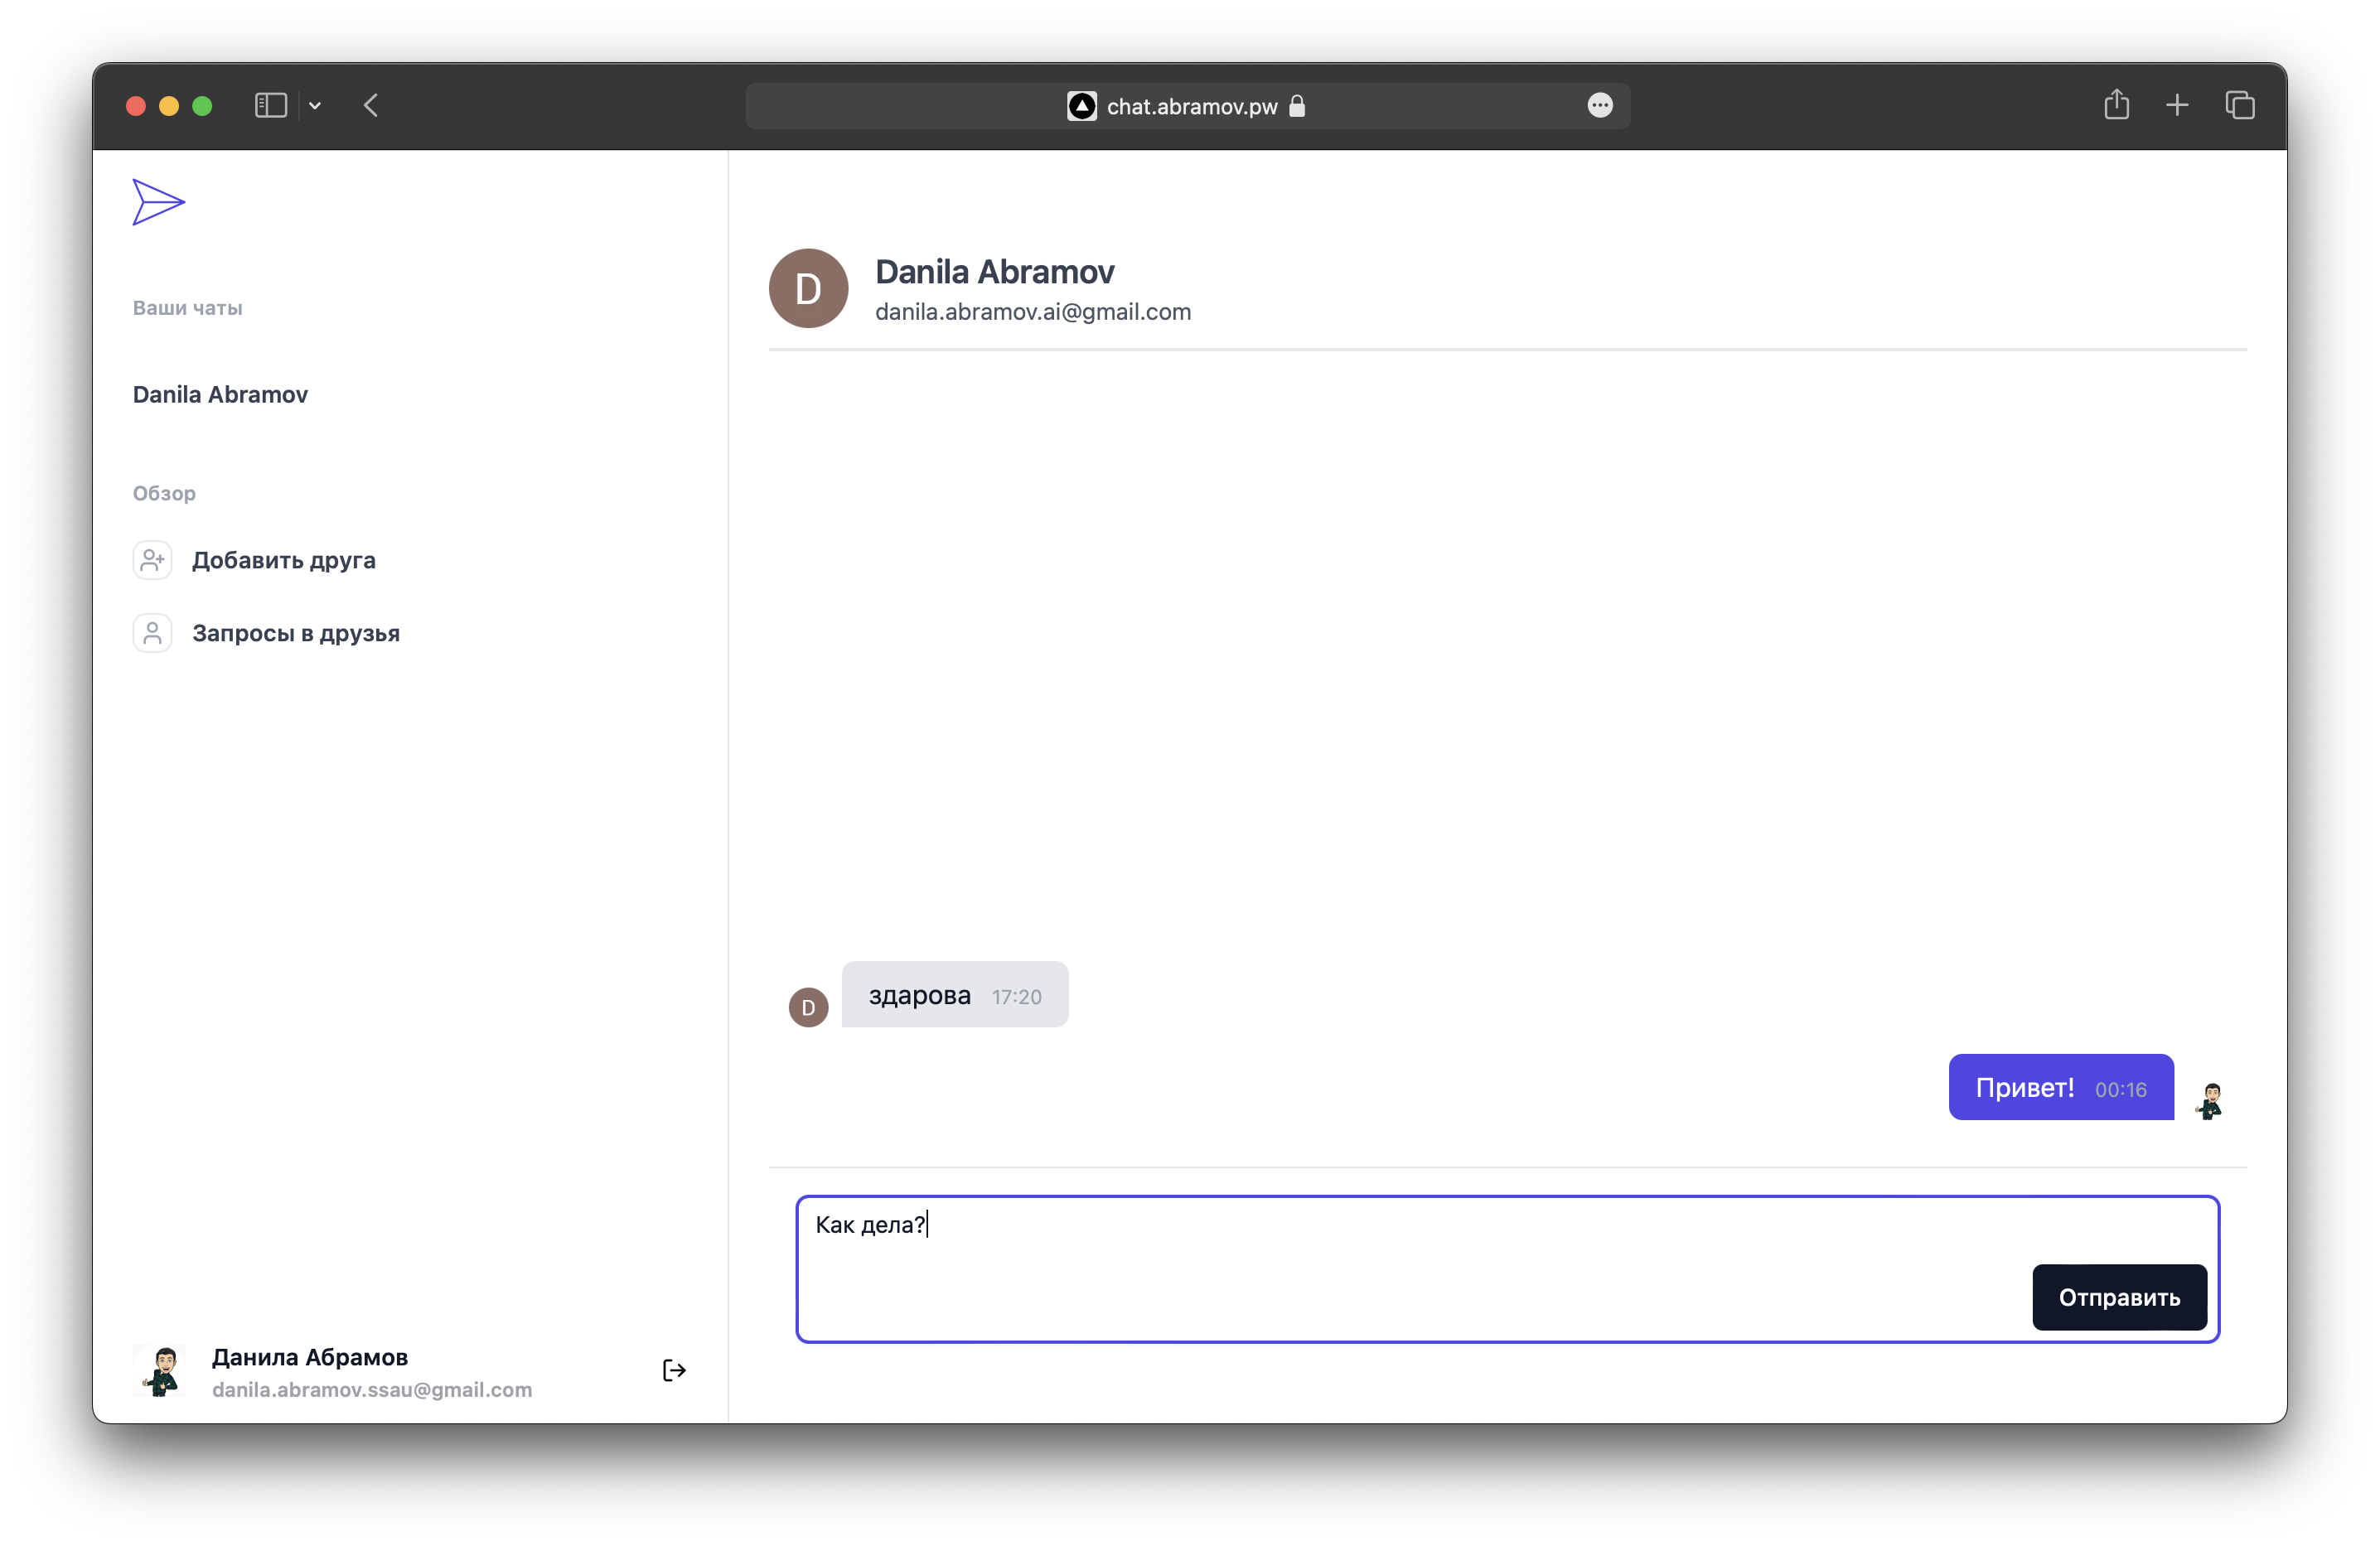 chat.abramov.pw
Ваши чаты
Danila Abramov
Обзор
Добавить друга
Запросы в друзья
Данила Абрамов
danila.abramov.ssau@gmail.com
D
Danila Abramov
danila.abramov.ai@gmail.com
D
здарова 17:20
Привет! 00:16
Как дела?
Отправить